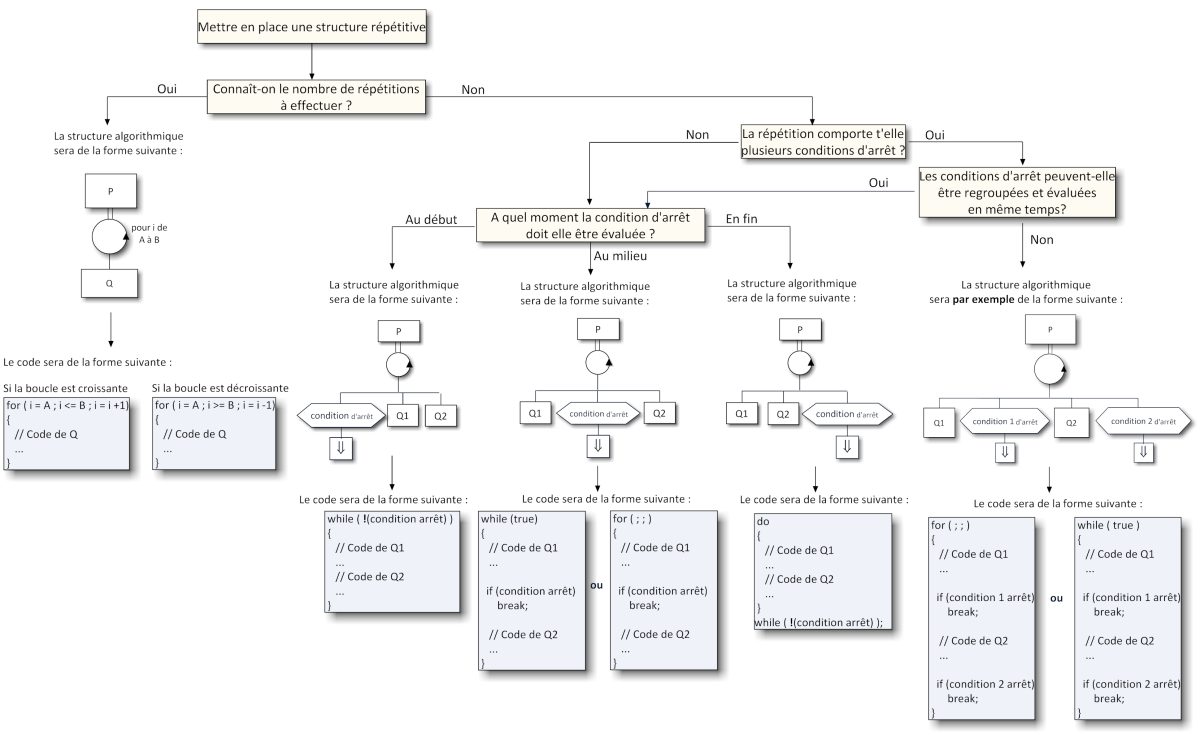 Mettre en place une structure répétitive
Connaît-on le nombre de répétitions
à effectuer ?
Oui
Non
La structure algorithmique
sera de la forme suivante :
P
pour i de
A à B
Q
Le code sera de la forme suivante :
Si la boucle est croissante
for ( i = A ; i <= B ; i = i +1)
{
// Code de Q
...
}
Si la boucle est décroissante
for ( i = A ; i >= B ; i = i -1)
{
// Code de Q
...
}
La répétition comporte t'elle
plusieurs conditions d'arrêt ?
Non
Oui
Les conditions d'arrêt peuvent-elle
être regroupées et évaluées
en même temps?
Oui
Non
A quel moment la condition d'arrêt
doit elle être évaluée ?
Au début
Au milieu
En fin
La structure algorithmique
sera de la forme suivante :
P
condition d'arrêt
Q1
Q2
⇓
Le code sera de la forme suivante :
while ( !(condition arrêt) )
{
// Code de Q1
...
// Code de Q2
...
}
La structure algorithmique
sera de la forme suivante :
P
Q1
condition d'arrêt
Q2
⇓
Le code sera de la forme suivante :
while (true)
{
// Code de Q1
...
if (condition arrêt)
break;
// Code de Q2
...
}
ou
for ( ; ; )
{
// Code de Q1
...
if (condition arrêt)
break;
// Code de Q2
...
}
La structure algorithmique
sera de la forme suivante :
P
Q1
Q2
condition d'arrêt
⇓
Le code sera de la forme suivante :
do
{
// Code de Q1
...
// Code de Q2
...
}
while ( !(condition arrêt) );
La structure algorithmique
sera par exemple de la forme suivante :
P
Q1
condition 1 d'arrêt
Q2
condition 2 d'arrêt
⇓
⇓
Le code sera de la forme suivante :
for ( ; ; )
{
// Code de Q1
...
if (condition 1 arrêt)
break;
// Code de Q2
...
if (condition 2 arrêt)
break;
}
ou
while ( true )
{
// Code de Q1
...
if (condition 1 arrêt)
break;
// Code de Q2
...
if (condition 2 arrêt)
break;
}